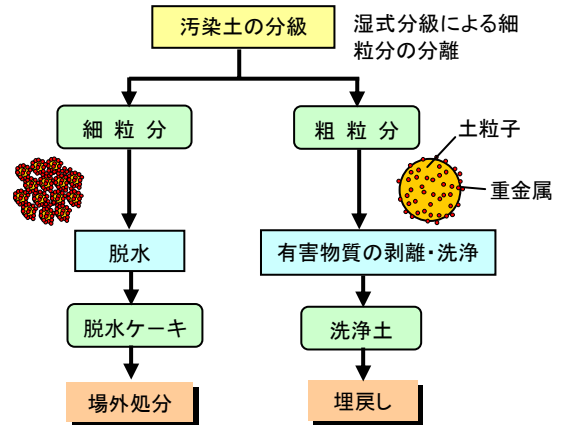 汚染土の分級
湿式分級による細
粒分の分離
細 粒 分
粗 粒 分
土粒子
重金属
脱水
有害物質の剥離・洗浄
脱水ケーキ
洗浄土
場外処分
埋戻し